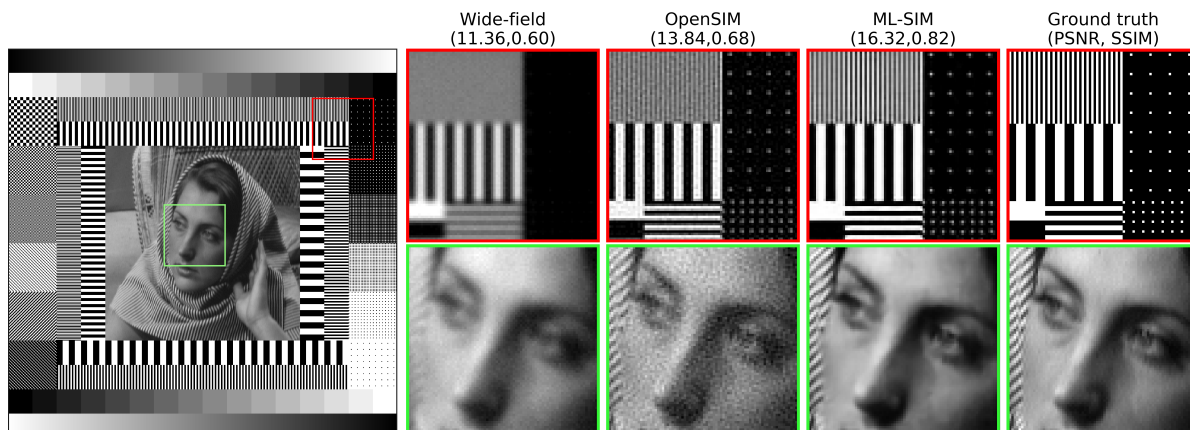 Wide-field
(11.36,0.60)
OpenSIM
(13.84,0.68)
ML-SIM
(16.32,0.82)
Ground truth
(PSNR, SSIM)